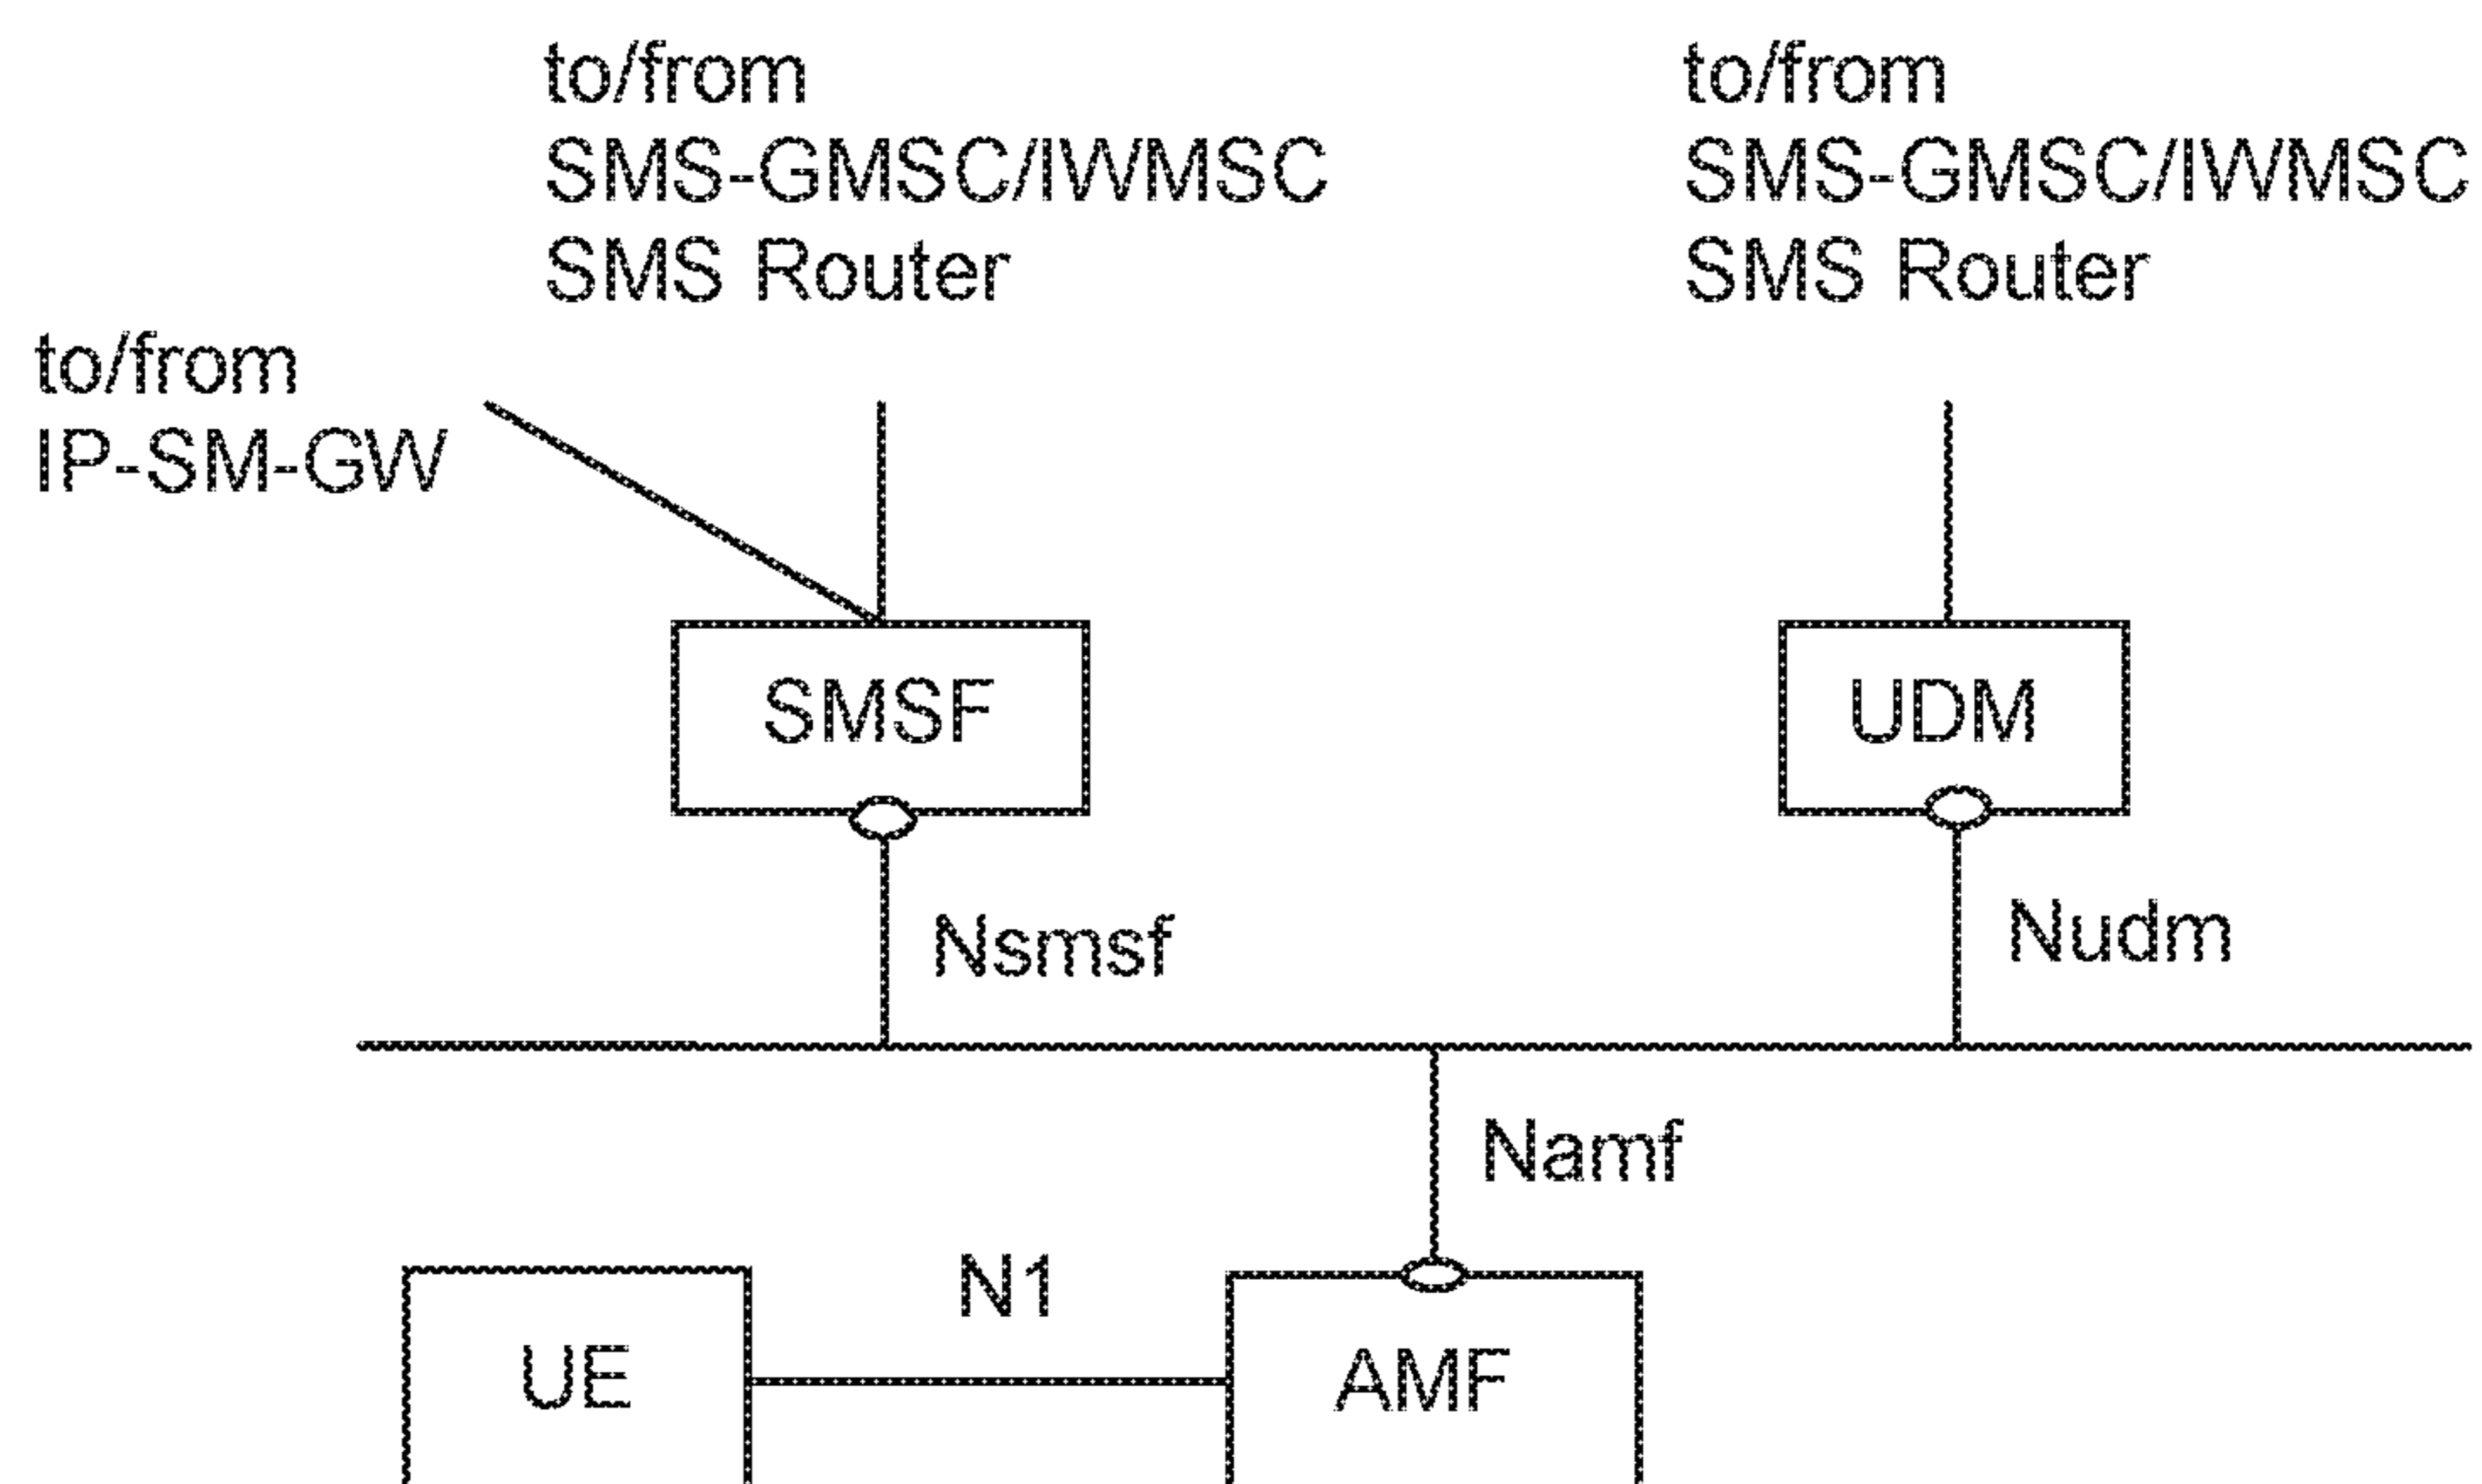 to/from
SMS-GMSC/IWMSC
SMS Router
to/from
SMS-GMSC/IWMSC
SMS Router
to/from
IP-SM-GW
SMSF
UDM
Nsmsf
Nudm
Namf
N1
UE
AMF